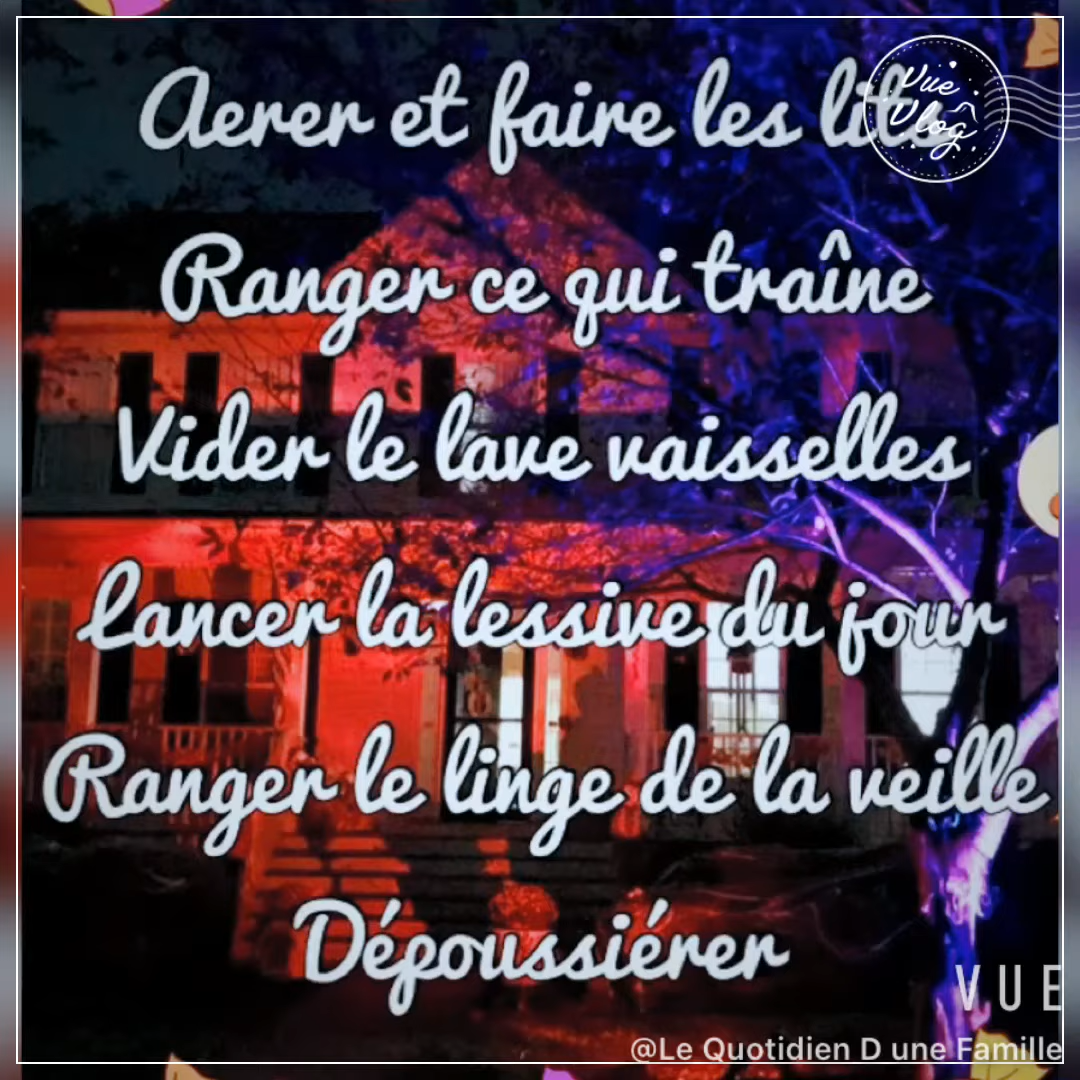 Aerer et faire les lits
Vue
Vlog
Ranger ce qui traîne
Vider le lave vaisselles
Lancer la lessive du jour
Ranger le linge de la veille
Dépoussiérer
VUE
@Le Quotidien D une Famille